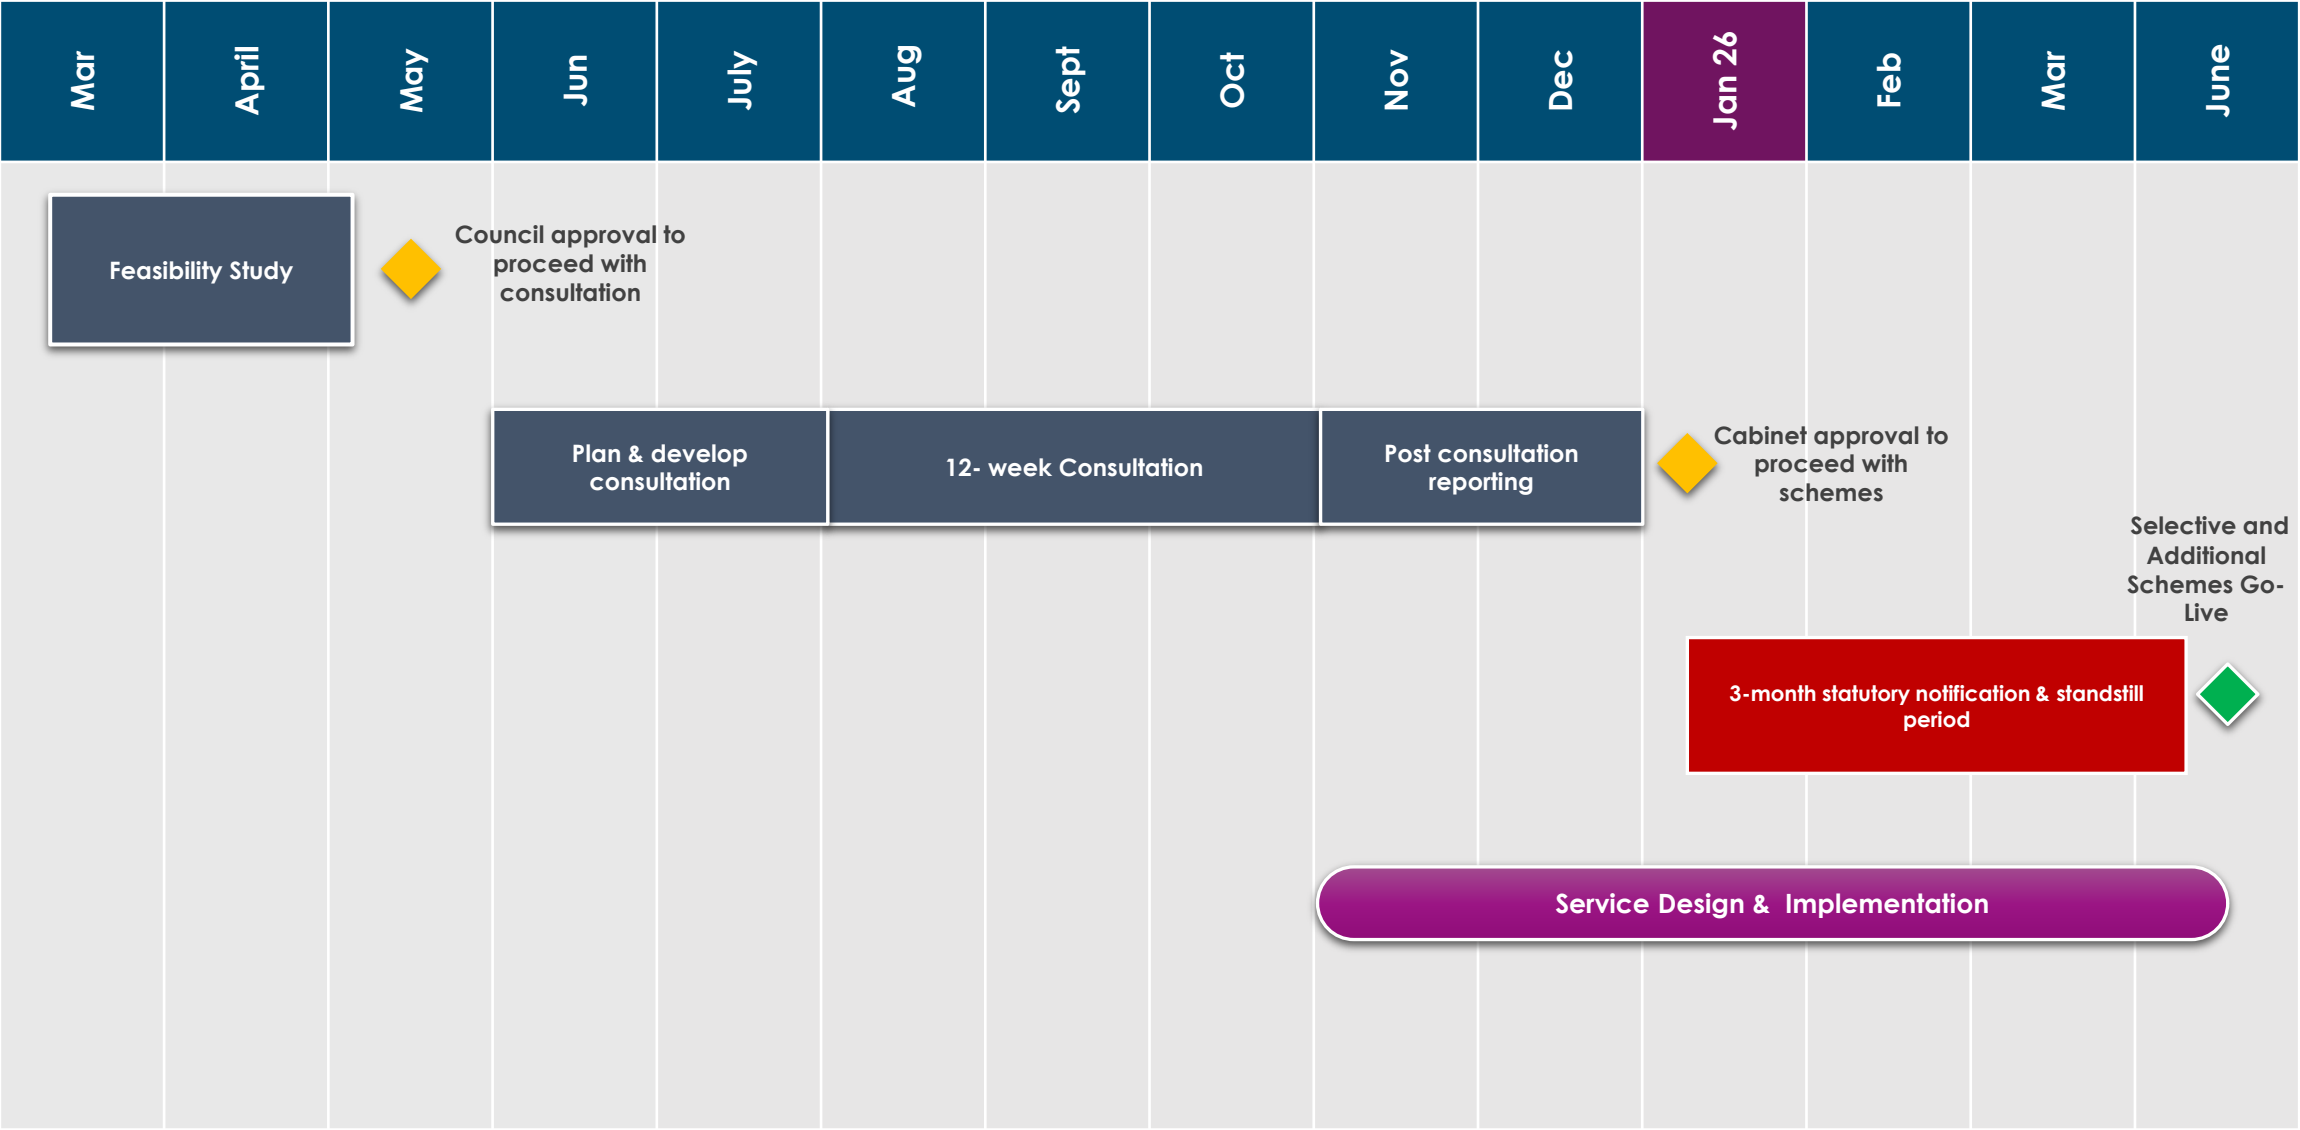 Mar
April
May
Jun
July
Aug
Sept
Oct
Nov
Dec
Jan 26
Feb
Mar
June
Feasibility Study
Council approval to
proceed with
consultation
Plan & develop
consultation
12- week Consultation
Post consultation
reporting
Cabinet approval to
proceed with
schemes
Selective and
Additional
Schemes Go-
Live
3-month statutory notification & standstill
period
Service Design &  Implementation